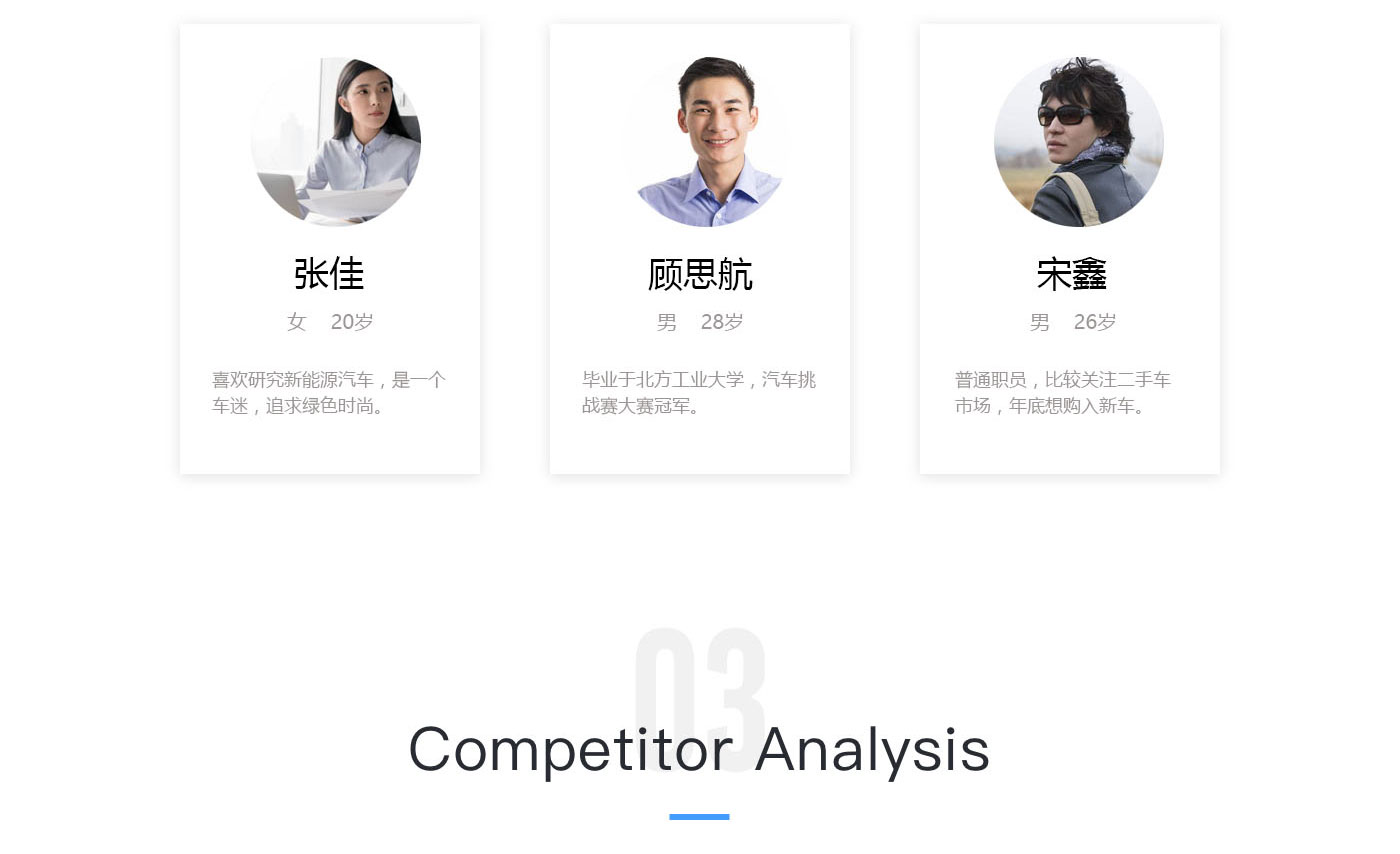 张佳
女 20岁
喜欢研究新能源汽车，是一个
车迷，追求绿色时尚。
顾思航
男 28岁
毕业于北方工业大学，汽车挑
战赛大赛冠军。
宋鑫
男 26岁
普通职员，比较关注二手车
市场，年底想购入新车。
03
Competitor Analysis